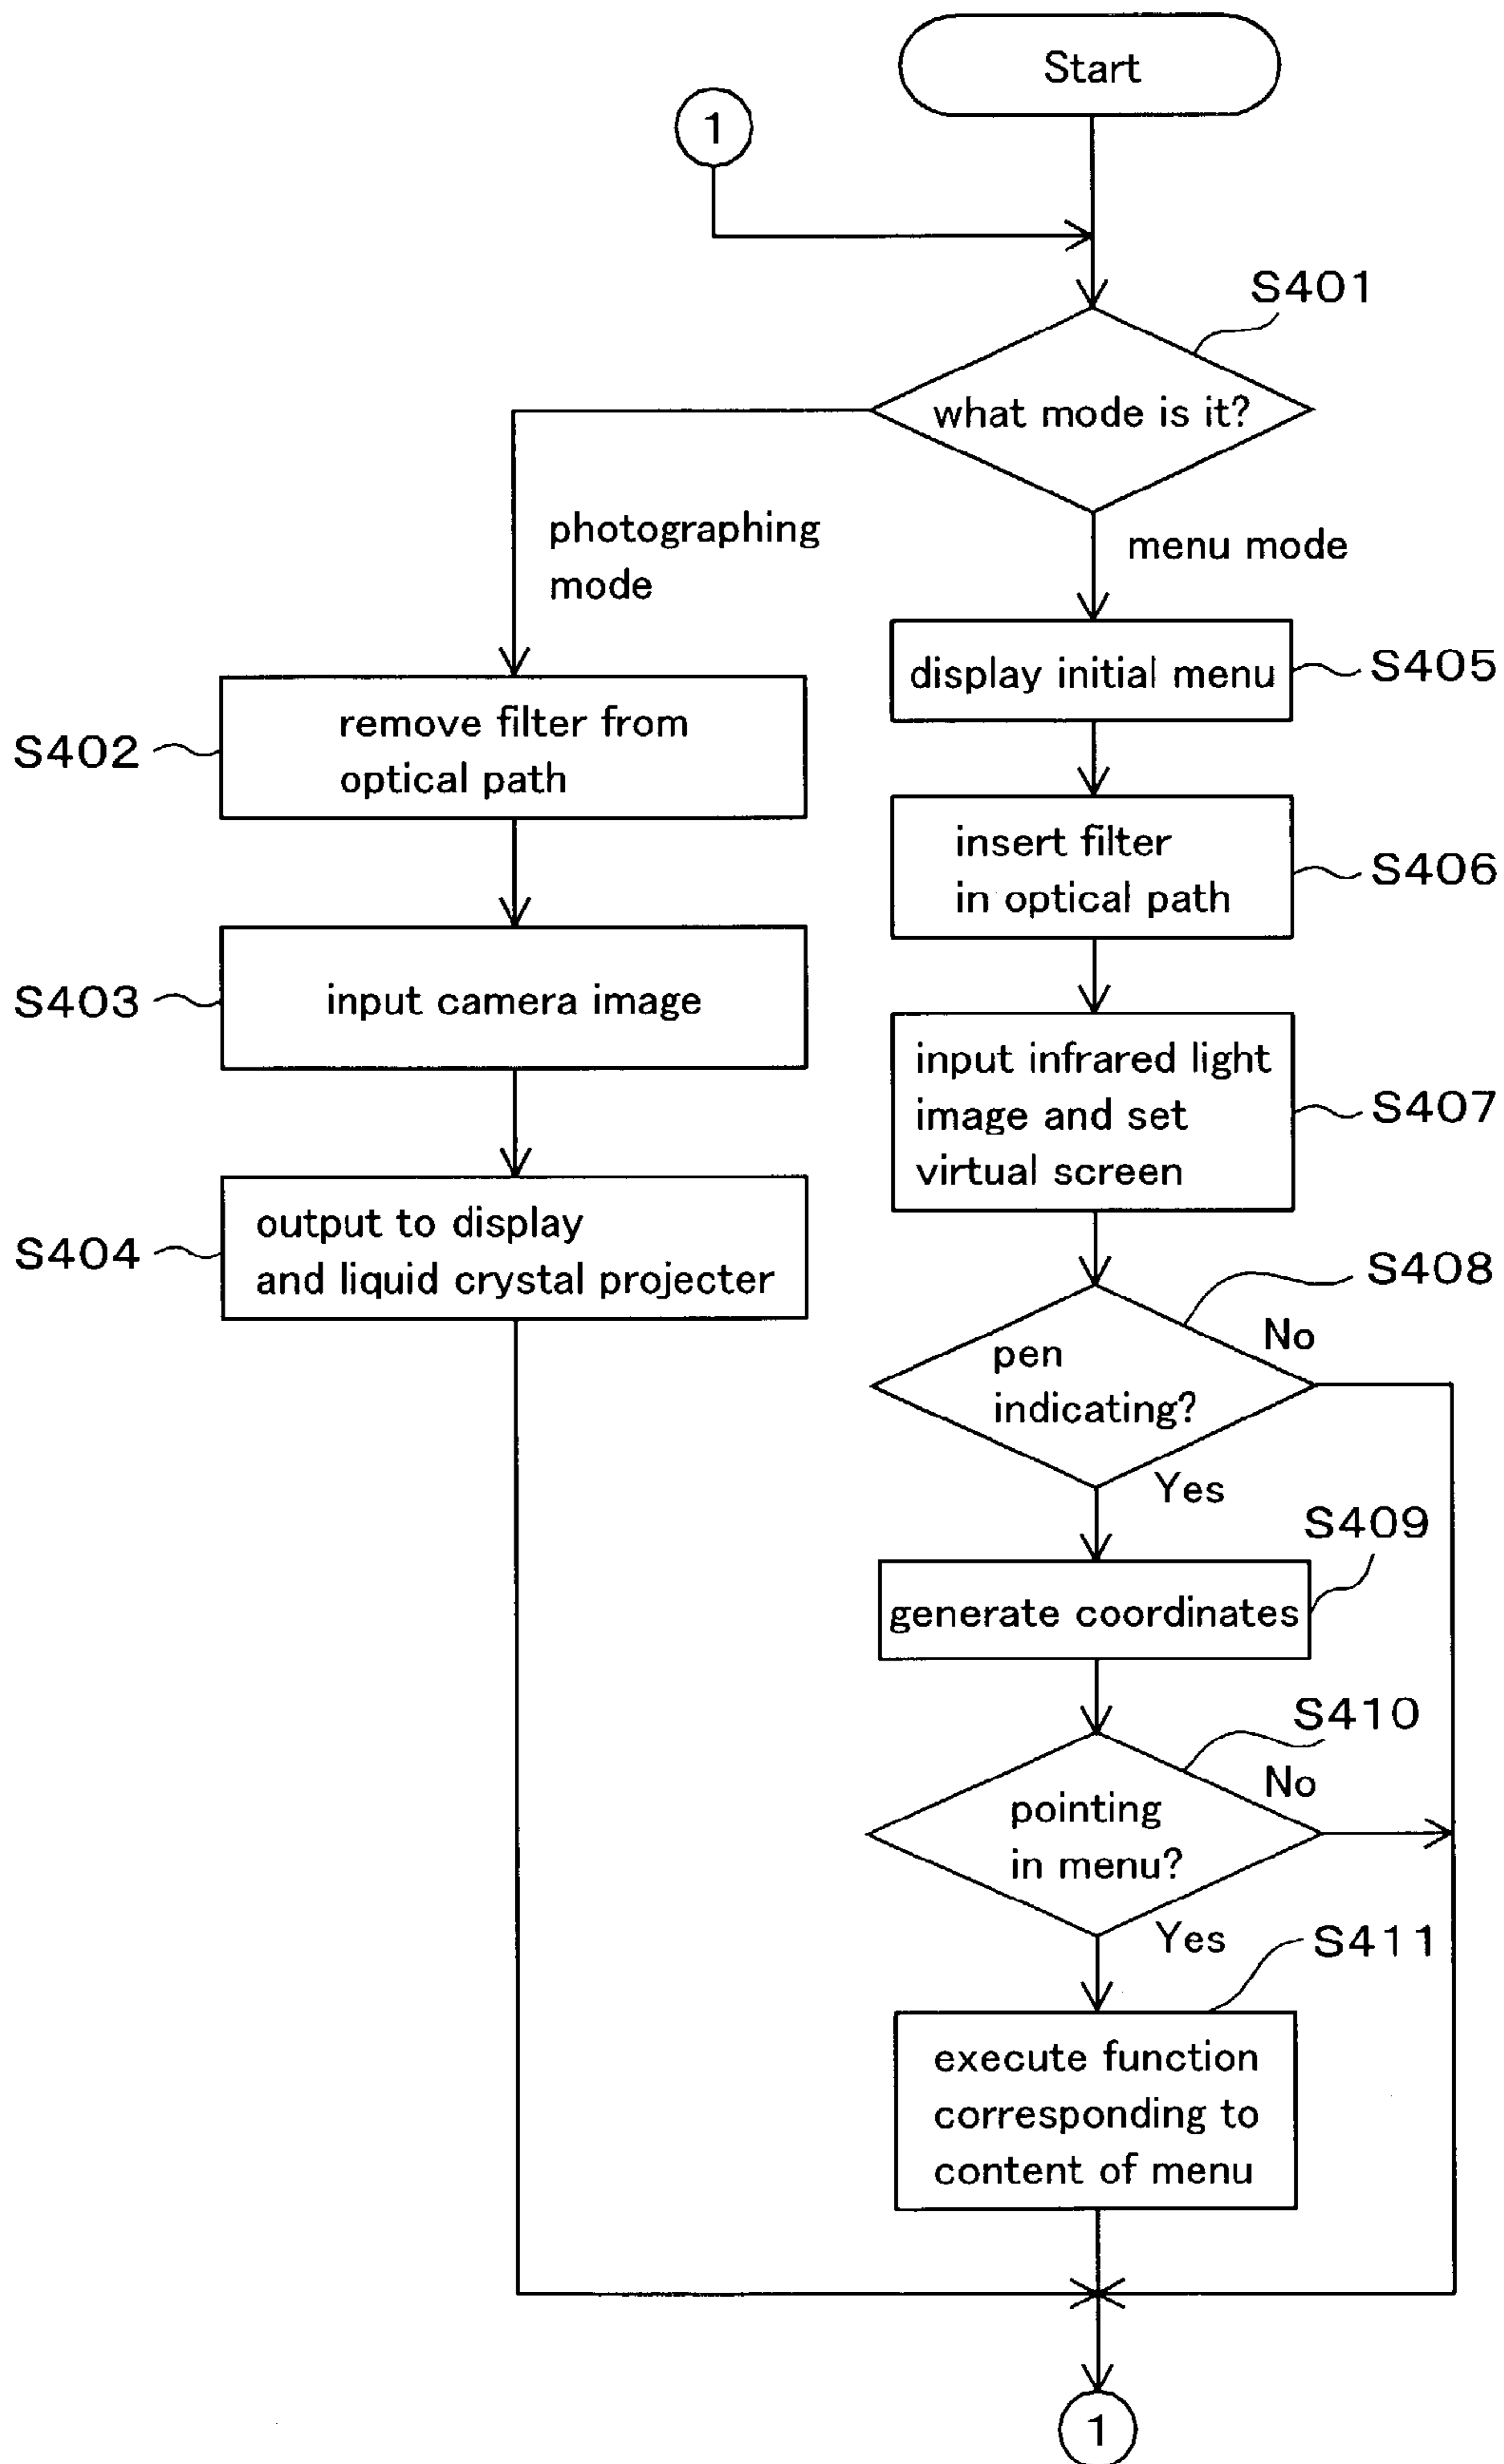 Start
1
S401
what mode is it?
photographing
mode
menu mode
S402
remove filter from
optical path
S403
input camera image
S404
output to display
and liquid crystal projecter
display initial menu
S405
insert filter
in optical path
S406
input infrared light
image and set
virtual screen
S407
S408
pen
indicating?
No
Yes
S409
generate coordinates
S410
pointing
in menu?
No
Yes
S411
execute function
corresponding to
content of menu
1